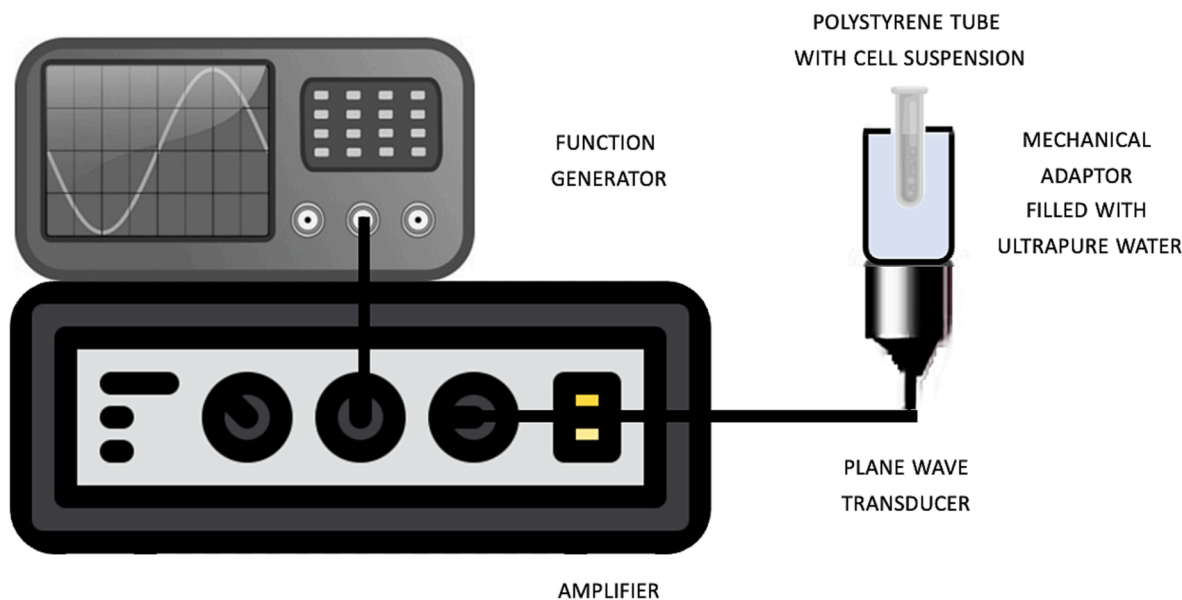 POLYSTYRENE TUBE
WITH CELL SUSPENSION
FUNCTION
GENERATOR
MECHANICAL
ADAPTOR
FILLED WITH
ULTRAPURE WATER
PLANE WAVE
TRANSDUCER
AMPLIFIER